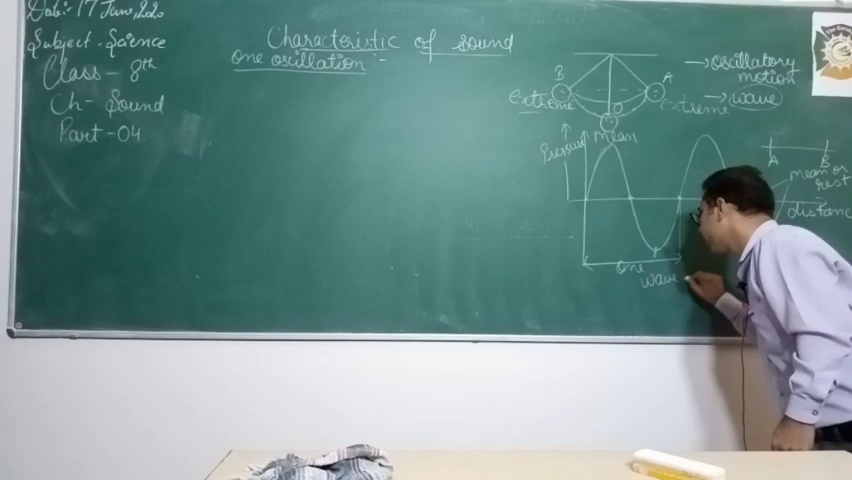 Date:- 17 June, 2020
Subject - Science
Class - 8th
Ch - Sound
Part - 04
Characteristic of sound
one oscillation :-
B
A
O
extreme
extreme
Mean
→ Oscillatory
motion
→ wave
Pressure
A
B
mean or
rest
distanc
one
wave